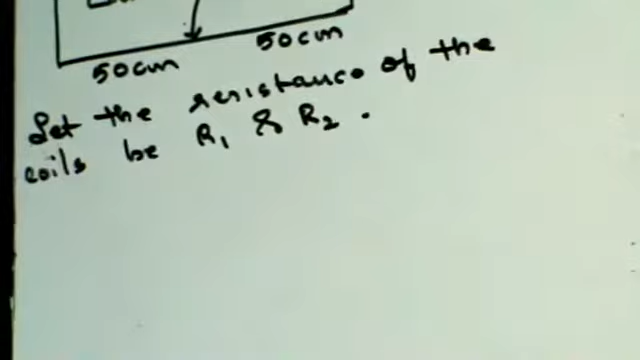 50cm 50cm
Let the resistance of the
coils be R₁ & R₂ .